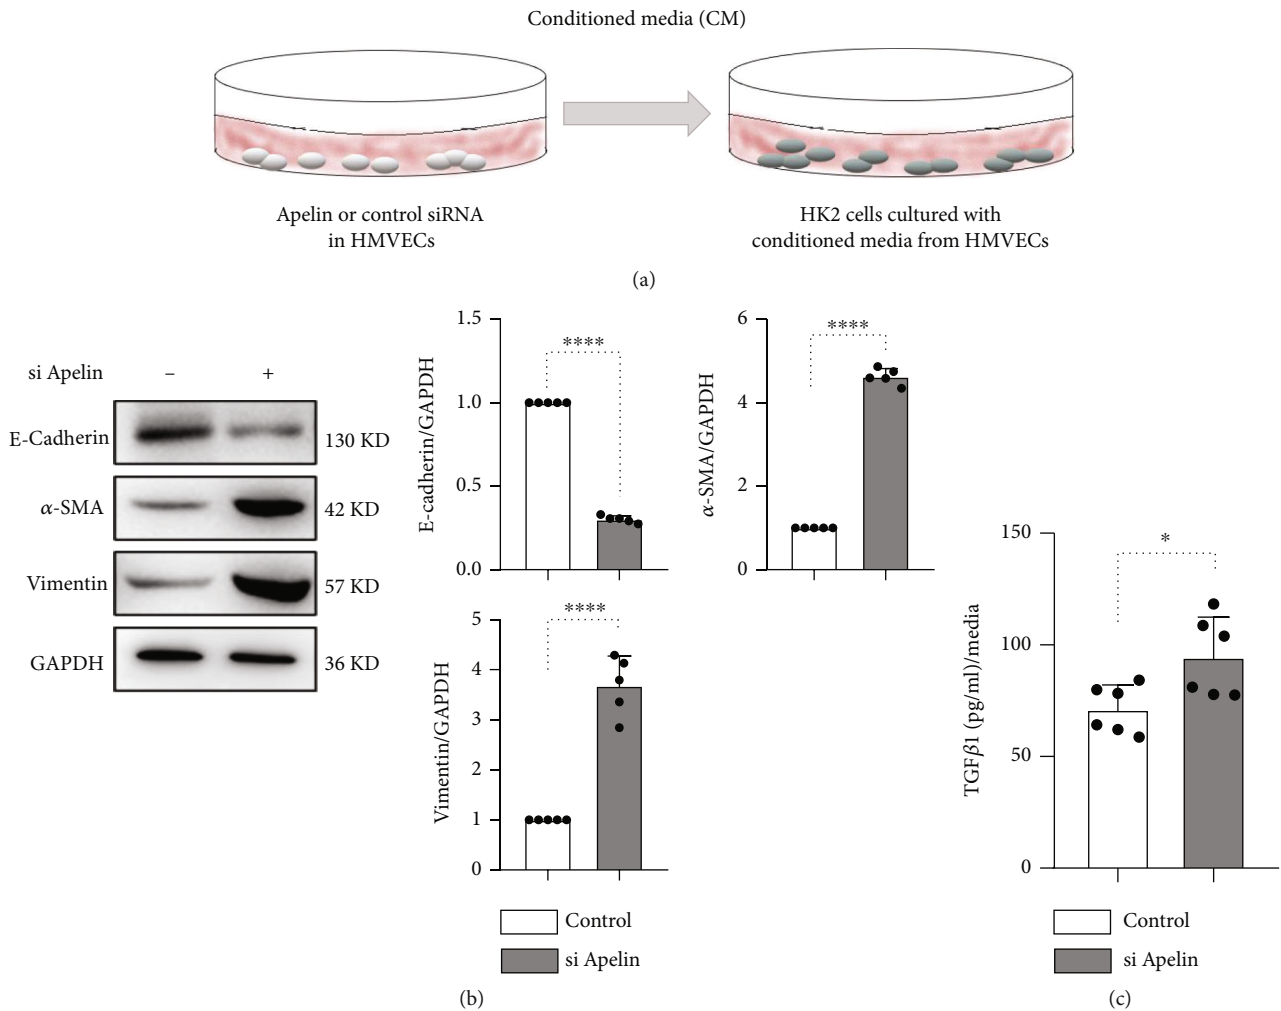 Conditioned media (CM)
Apelin or control siRNA
in HMVECs
HK2 cells cultured with
conditioned media from HMVECs
(a)
si Apelin – +
E-Cadherin 130 KD
α-SMA 42 KD
Vimentin 57 KD
GAPDH 36 KD
E-cadherin/GAPDH
1.5
1.0
0.5
0.0
****
α-SMA/GAPDH
6
4
2
0
****
Vimentin/GAPDH
5
4
3
2
1
0
****
Control
si Apelin
(b)
TGFβ1 (pg/ml)/media
150
100
50
0
*
Control
si Apelin
(c)